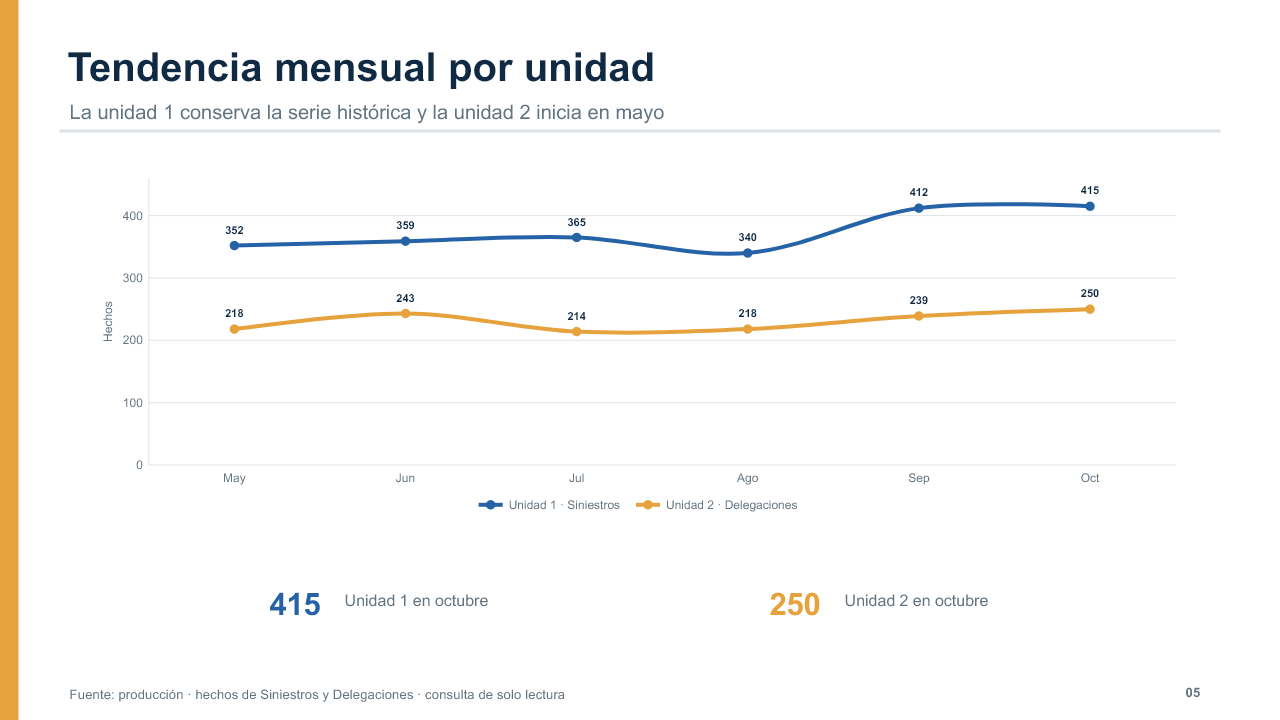 Tendencia mensual por unidad
La unidad 1 conserva la serie histórica y la unidad 2 inicia en mayo
Hechos
400
300
200
100
0
352
359
365
340
412
415
218
243
214
218
239
250
May
Jun
Jul
Ago
Sep
Oct
Unidad 1 · Siniestros
Unidad 2 · Delegaciones
415
Unidad 1 en octubre
250
Unidad 2 en octubre
Fuente: producción · hechos de Siniestros y Delegaciones · consulta de solo lectura
05